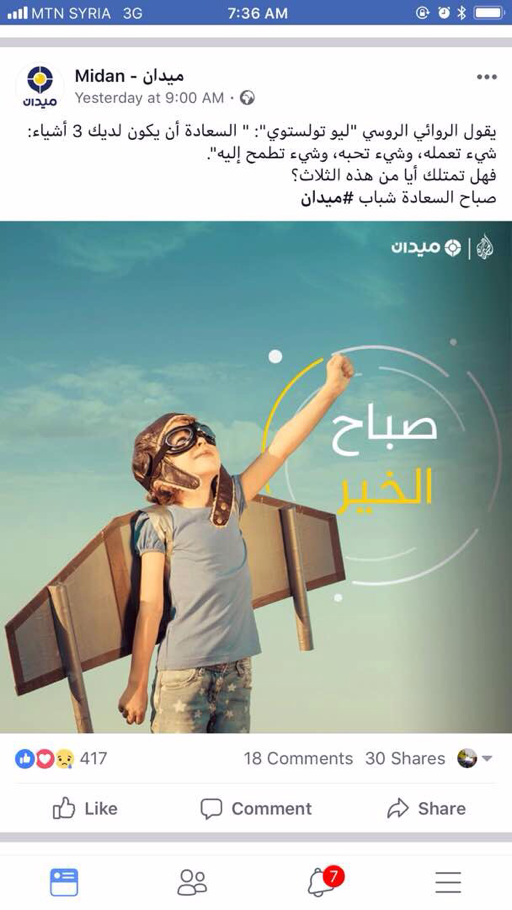 MTN SYRIA 3G 7:36 AM
Midan - ميدان
Yesterday at 9:00 AM ·
ميدان
يقول الروائي الروسي "ليو تولستوي": " السعادة أن يكون لديك 3 أشياء:
شيء تعمله، وشيء تحبه، وشيء تطمح إليه".
فهل تمتلك أيا من هذه الثلاث؟
صباح السعادة شباب #ميدان
ميدان
صباح
الخير
417 18 Comments 30 Shares
Like Comment Share
7